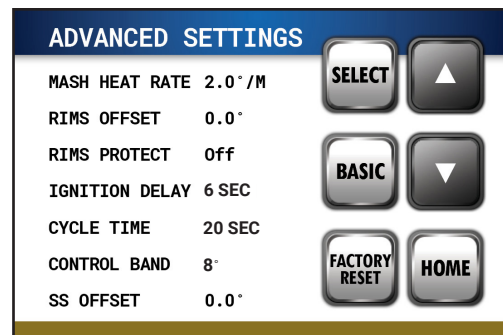 ADVANCED SETTINGS
SELECT
▲
MASH HEAT RATE 2.0°/M
RIMS OFFSET 0.0°
RIMS PROTECT Off
BASIC
▼
IGNITION DELAY 6 SEC
CYCLE TIME 20 SEC
CONTROL BAND 8°
FACTORY
RESET
HOME
SS OFFSET 0.0°